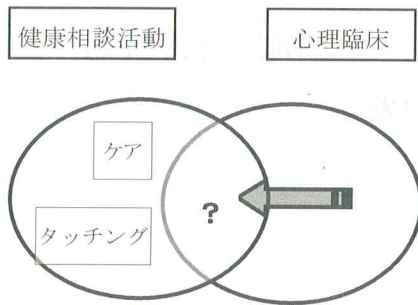 健康相談活動
心理臨床
ケア
?
タッチング